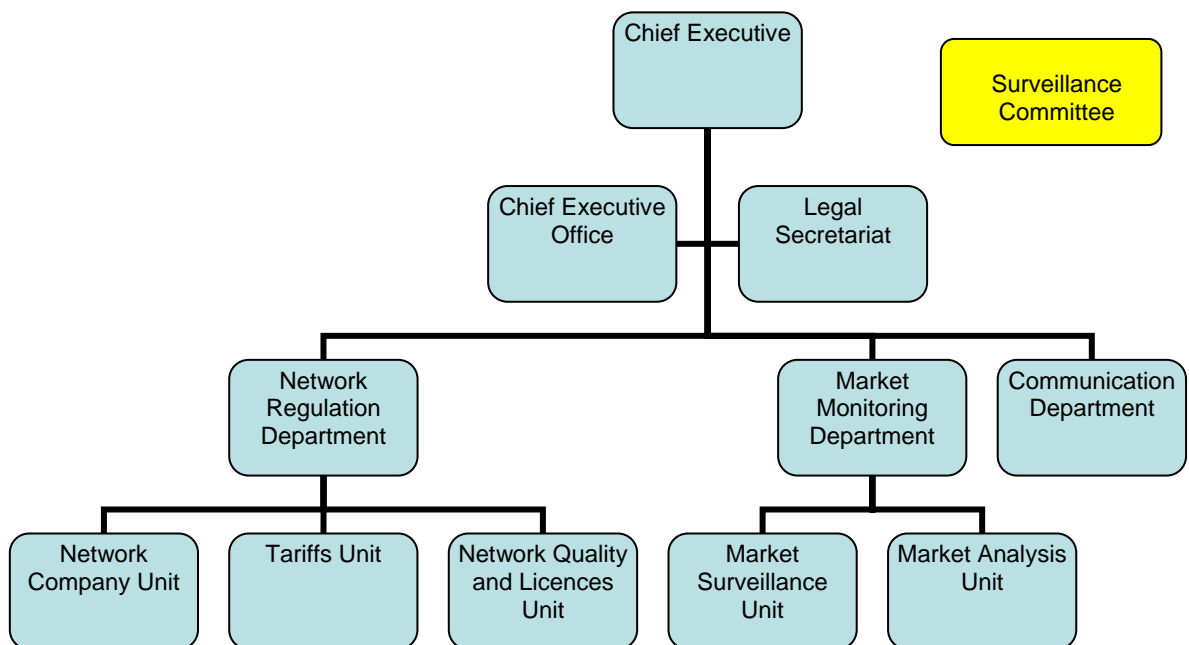 Chief Executive
Surveillance
Committee
Chief Executive
Office
Legal
Secretariat
Network
Regulation
Department
Market
Monitoring
Department
Communication
Department
Network
Company Unit
Tariffs Unit
Network Quality
and Licences
Unit
Market
Surveillance
Unit
Market Analysis
Unit